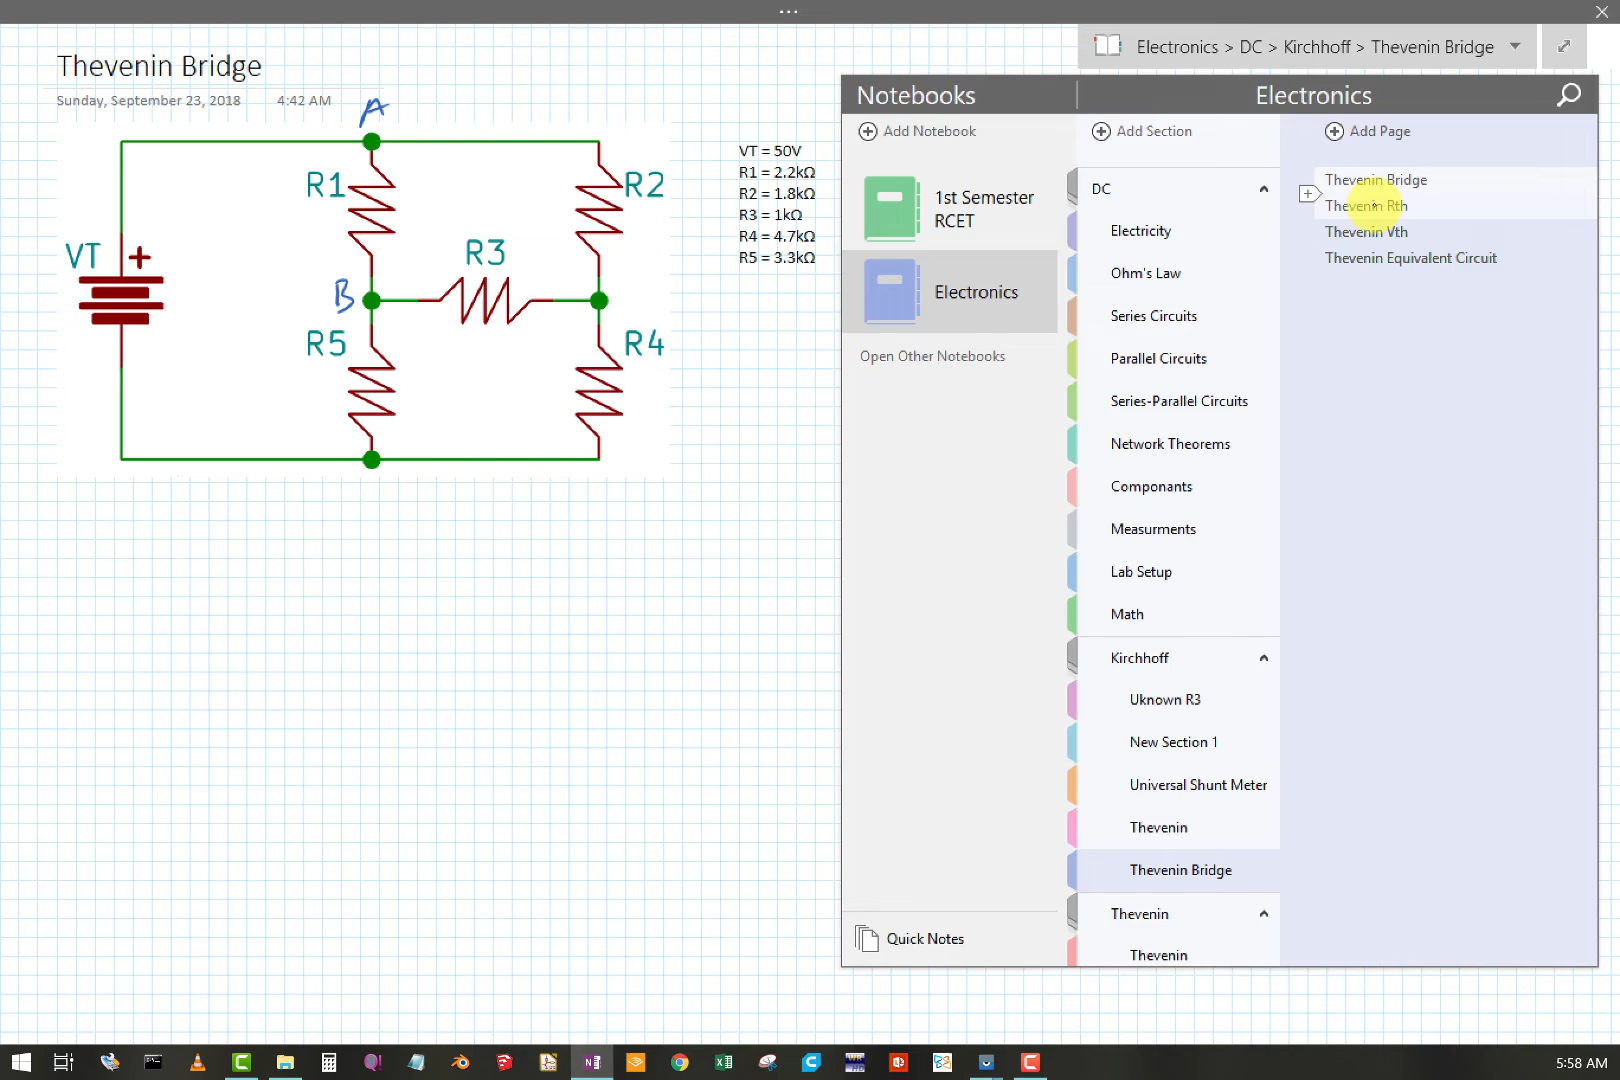 ...
Thevenin Bridge
Sunday, September 23, 2018 4:42 AM
A
R1
R2
VT
+
R3
B
R5
R4
VT = 50V
R1 = 2.2kΩ
R2 = 1.8kΩ
R3 = 1kΩ
R4 = 4.7kΩ
R5 = 3.3kΩ
Electronics > DC > Kirchhoff > Thevenin Bridge
Notebooks
Electronics
Add Notebook
1st Semester
RCET
Electronics
Open Other Notebooks
Quick Notes
Add Section
DC
Electricity
Ohm's Law
Series Circuits
Parallel Circuits
Series-Parallel Circuits
Network Theorems
Componants
Measurments
Lab Setup
Math
Kirchhoff
Uknown R3
New Section 1
Universal Shunt Meter
Thevenin
Thevenin Bridge
Thevenin
Thevenin
Add Page
Thevenin Bridge
Thevenin Rth
Thevenin Vth
Thevenin Equivalent Circuit
5:58 AM